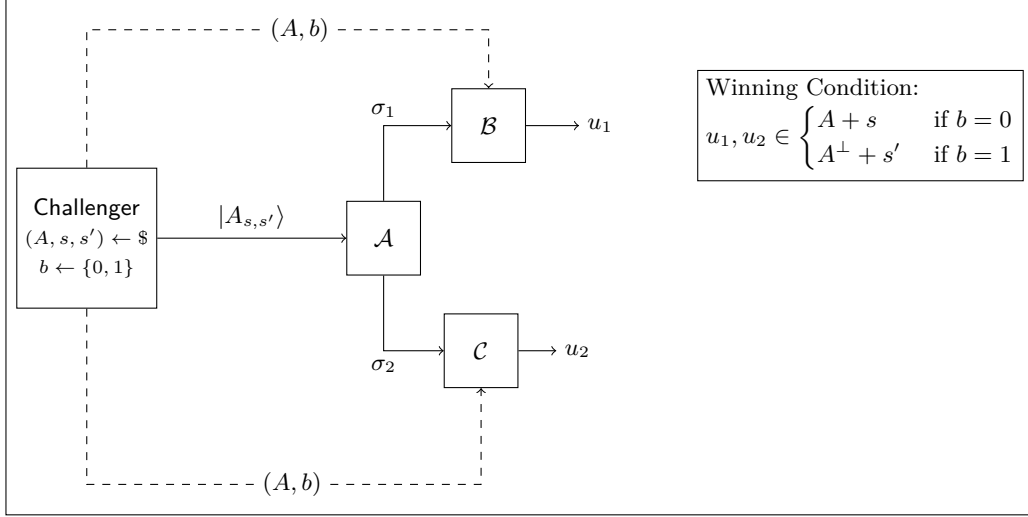 (A, b)
Winning Condition:
u₁, u₂ ∈ { A + s if b = 0
A^⊥ + s′ if b = 1
σ₁
ℬ
u₁
Challenger
(A, s, s′) ← $
b ← {0, 1}
|A_{s,s′}⟩
𝒜
𝒞
u₂
σ₂
(A, b)